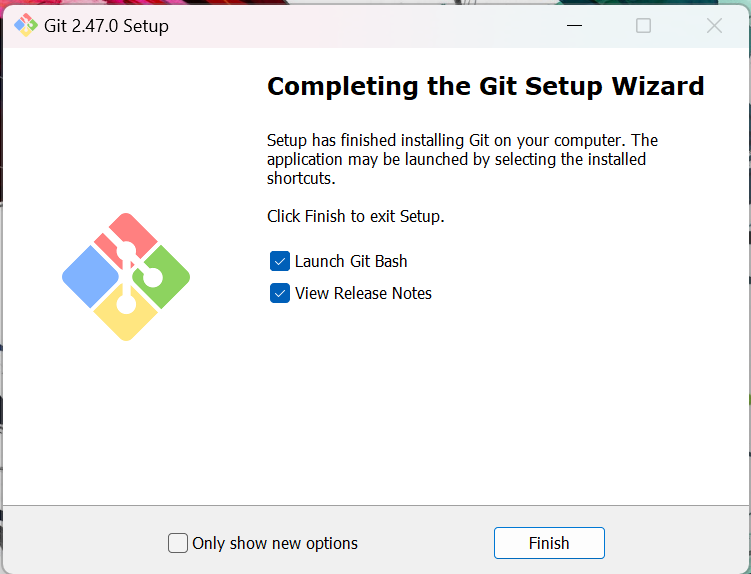 Git 2.47.0 Setup
Completing the Git Setup Wizard
Setup has finished installing Git on your computer. The
application may be launched by selecting the installed
shortcuts.
Click Finish to exit Setup.
Launch Git Bash
View Release Notes
Only show new options
Finish